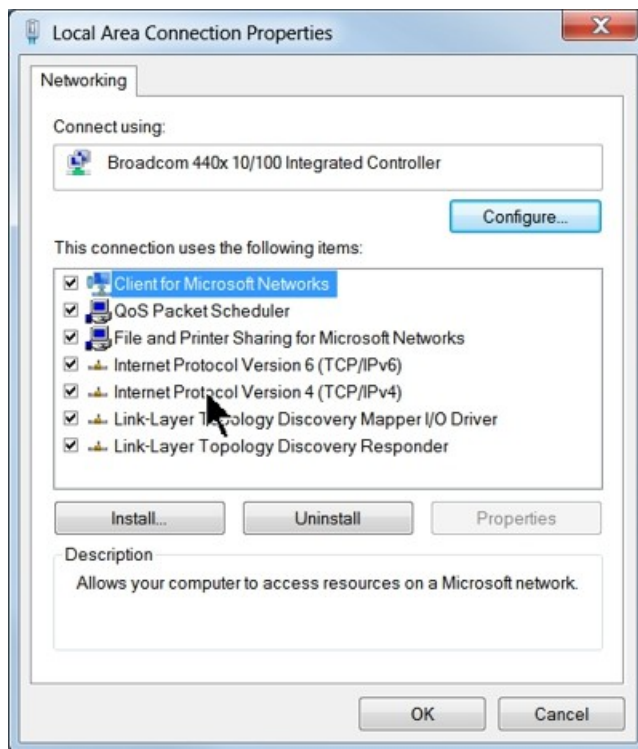 Local Area Connection Properties
Networking
Connect using:
Broadcom 440x 10/100 Integrated Controller
Configure...
This connection uses the following items:
Client for Microsoft Networks
QoS Packet Scheduler
File and Printer Sharing for Microsoft Networks
Internet Protocol Version 6 (TCP/IPv6)
Internet Protocol Version 4 (TCP/IPv4)
Link-Layer Topology Discovery Mapper I/O Driver
Link-Layer Topology Discovery Responder
Install...
Uninstall
Properties
Description
Allows your computer to access resources on a Microsoft network.
OK
Cancel